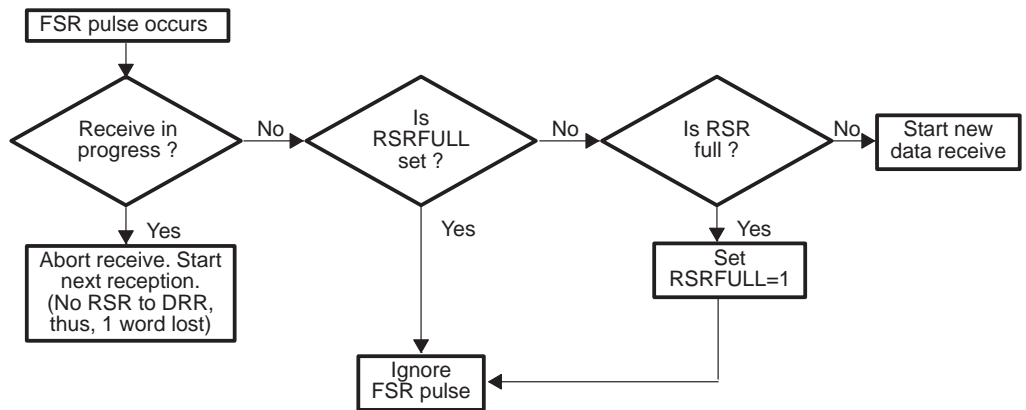 FSR pulse occurs
Receive in
progress ?
No
Is
RSRFULL
set ?
No
Is RSR
full ?
No
Start new
data receive
Yes
Yes
Yes
Abort receive. Start
next reception.
(No RSR to DRR,
thus, 1 word lost)
Set
RSRFULL=1
Ignore
FSR pulse